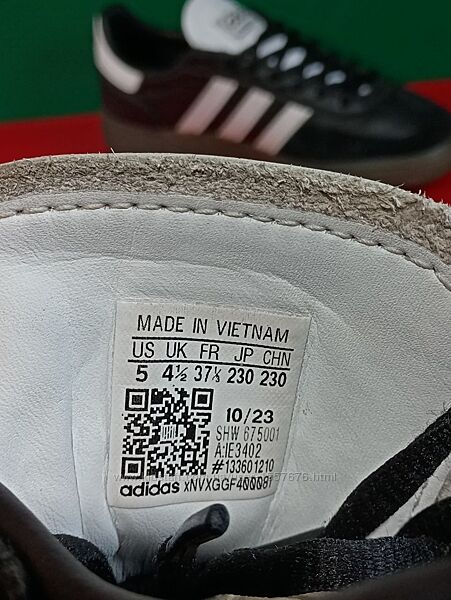 MADE IN VIETNAM
US UK FR JP CHN
5 4½ 37⅓ 230 230
10/23
SHW 675001
A:IE3402
#133601210
adidas xNVXGGF40008